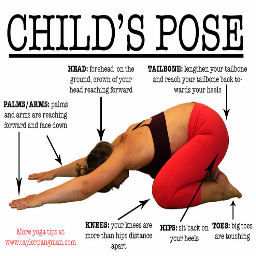 CHILD'S POSE
HEAD: forehead on the
ground, crown of your
head reaching forward
TAILBONE: lengthen your tailbone
and reach your tailbone back to-
wards your heels
PALMS/ARMS: palms
and arms are reaching
forward and face down
More yoga tips at
www.taylorpangman.com
KNEES: your knees are
more than hips distance
apart
HIPS: sit back on
your heels
TOES: big toes
are touching